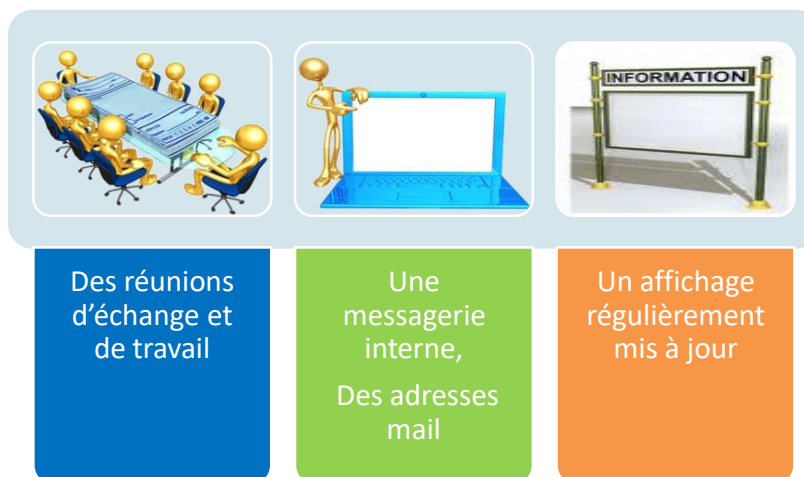 INFORMATION
Des réunions
d'échange et
de travail
Une
messagerie
interne,
Des adresses
mail
Un affichage
régulièrement
mis à jour